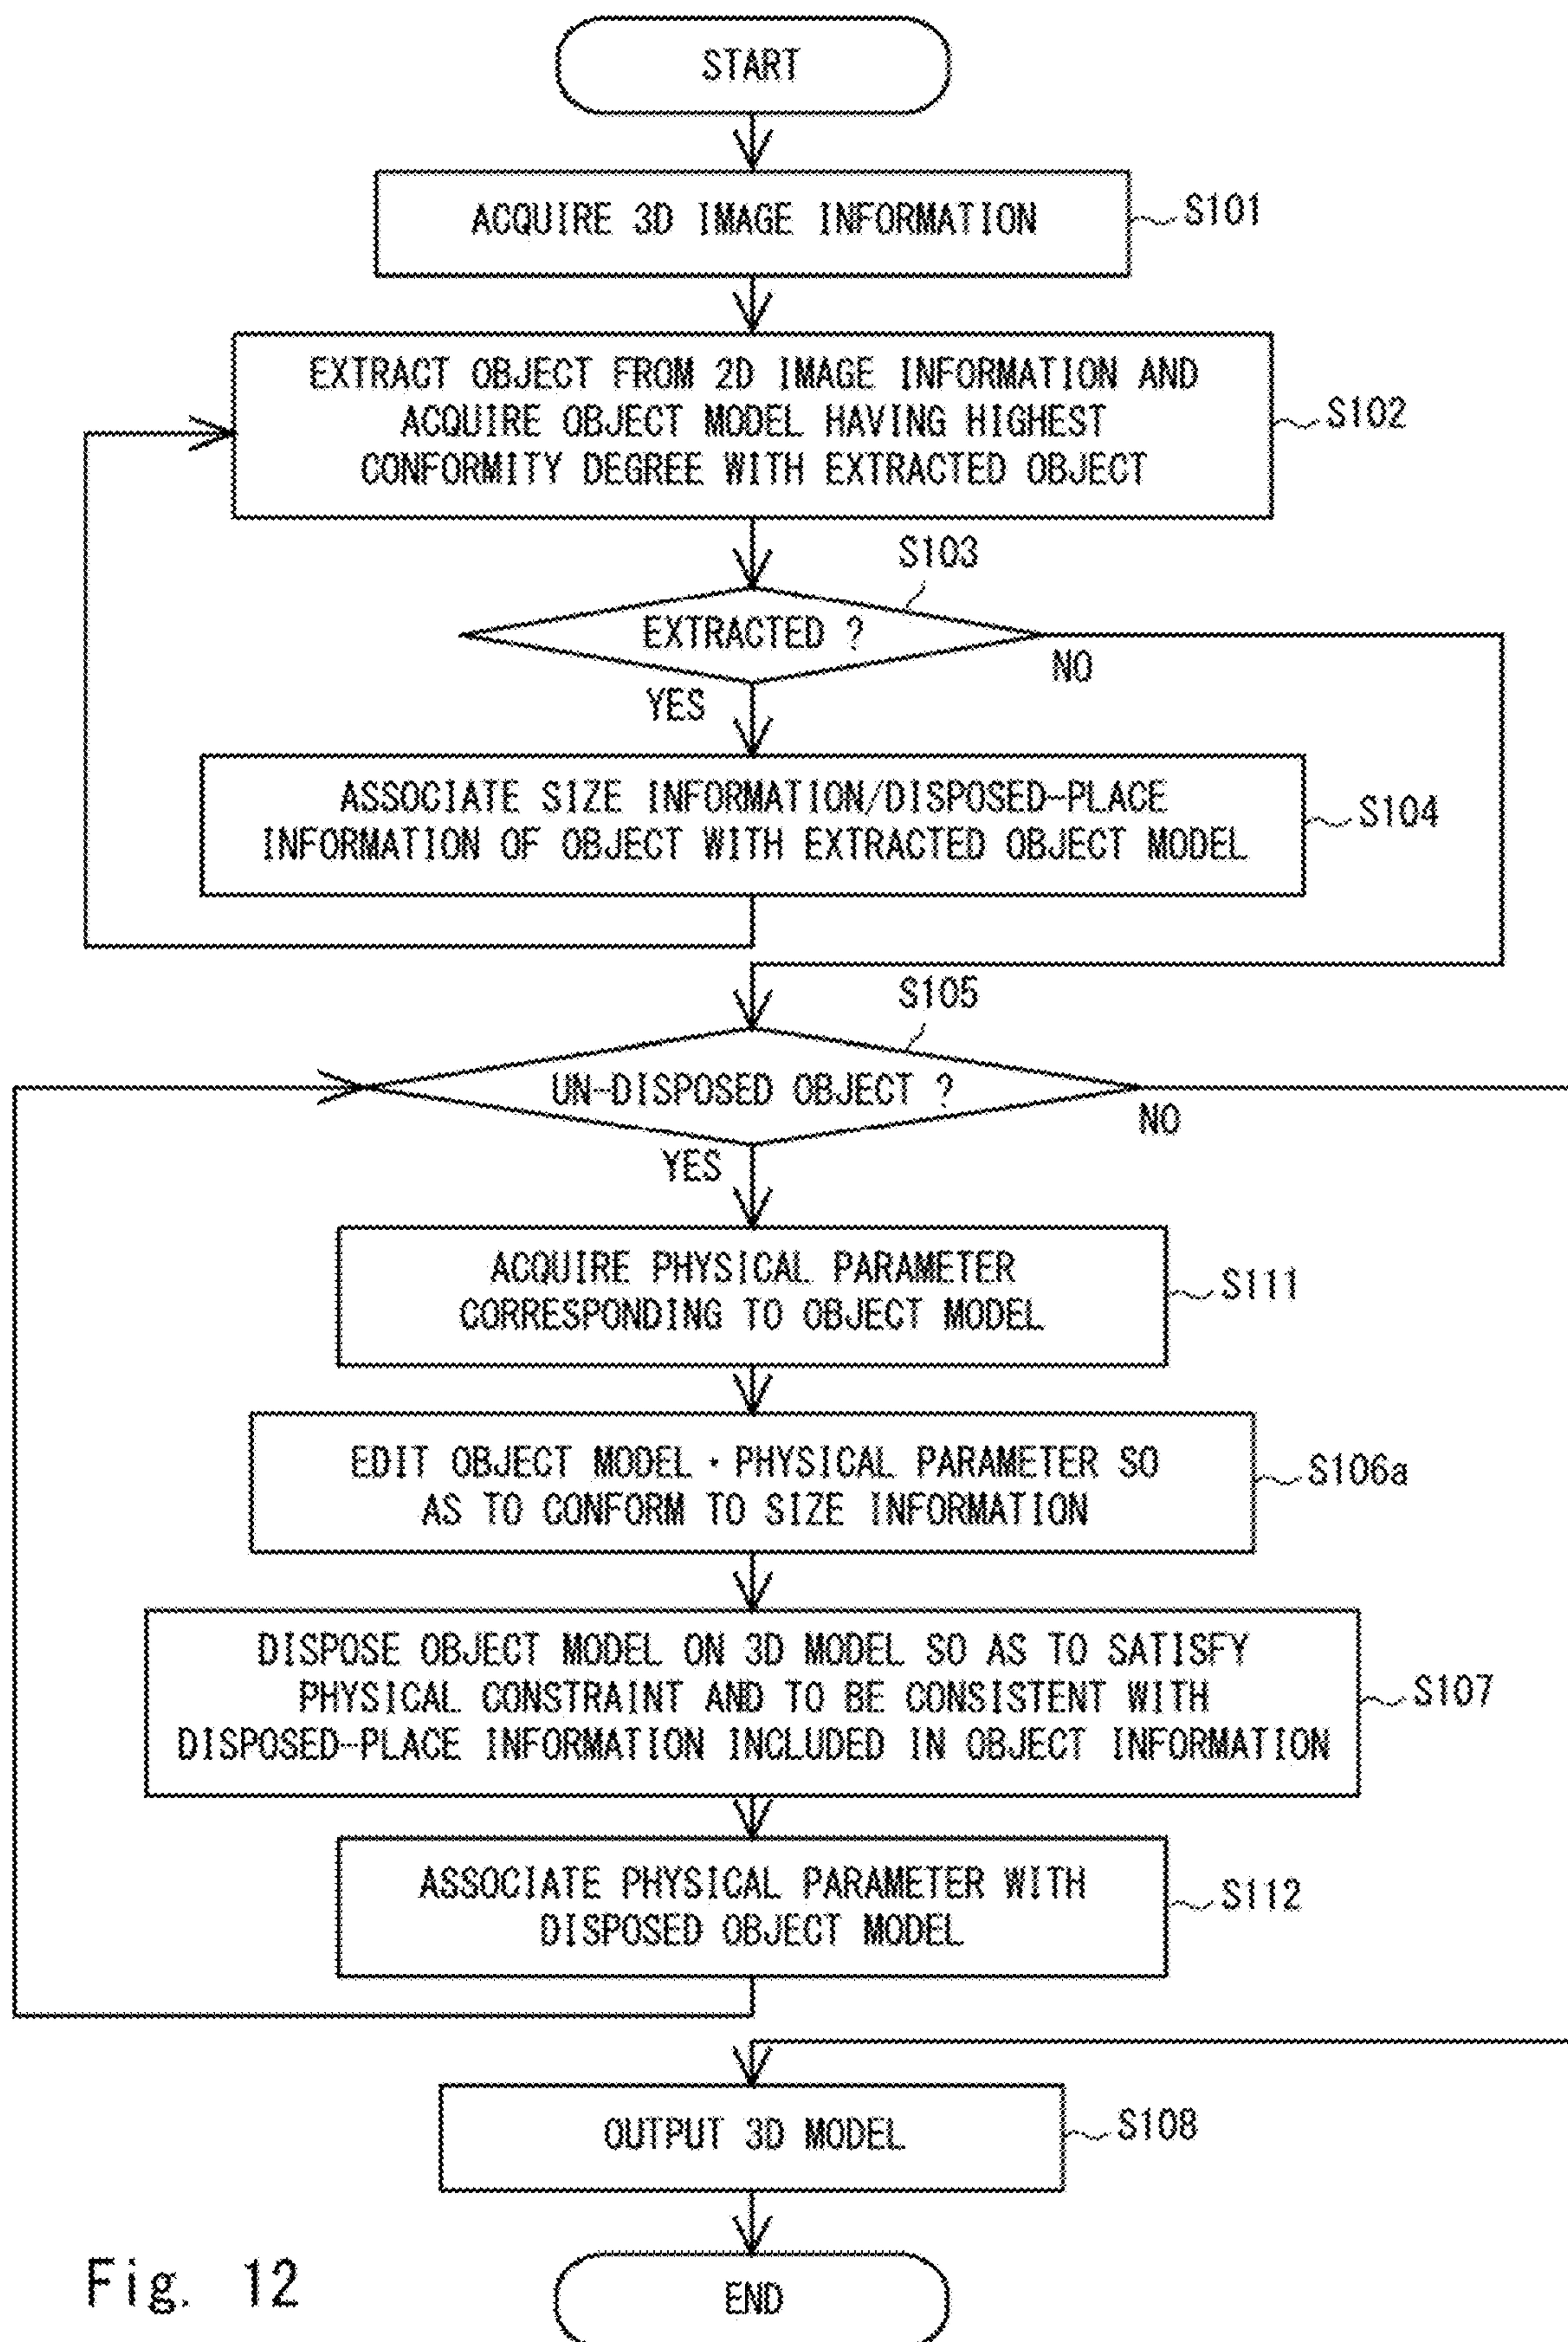 START
ACQUIRE 3D IMAGE INFORMATION
S101
EXTRACT OBJECT FROM 2D IMAGE INFORMATION AND
ACQUIRE OBJECT MODEL HAVING HIGHEST
CONFORMITY DEGREE WITH EXTRACTED OBJECT
S102
S103
EXTRACTED ?
NO
YES
ASSOCIATE SIZE INFORMATION/DISPOSED-PLACE
INFORMATION OF OBJECT WITH EXTRACTED OBJECT MODEL
S104
S105
UN-DISPOSED OBJECT ?
NO
YES
ACQUIRE PHYSICAL PARAMETER
CORRESPONDING TO OBJECT MODEL
S111
EDIT OBJECT MODEL・PHYSICAL PARAMETER SO
AS TO CONFORM TO SIZE INFORMATION
S106a
DISPOSE OBJECT MODEL ON 3D MODEL SO AS TO SATISFY
PHYSICAL CONSTRAINT AND TO BE CONSISTENT WITH
DISPOSED-PLACE INFORMATION INCLUDED IN OBJECT INFORMATION
S107
ASSOCIATE PHYSICAL PARAMETER WITH
DISPOSED OBJECT MODEL
S112
OUTPUT 3D MODEL
S108
END
Fig. 12